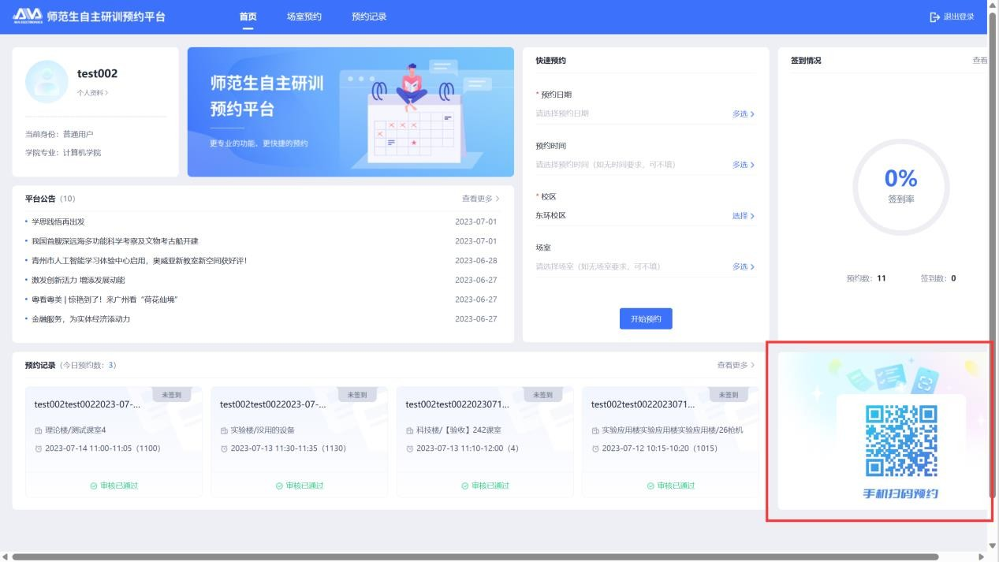 AVA
AVA ELECTRONICS
师范生自主研训预约平台
首页
场室预约
预约记录
退出登录
test002
个人资料
当前身份：普通用户
学院专业：计算机学院
师范生自主研训
预约平台
更专业的功能、更快捷的预约
快速预约
* 预约日期
请选择预约日期
多选
预约时间
请选择预约时间（如无时间要求，可不填）
多选
* 校区
东环校区
选择
场室
请选择场室（如无场室要求，可不填）
多选
开始预约
签到情况
查看
0%
签到率
预约数：11
签到数：0
平台公告（10）
查看更多
学思践悟再出发 2023-07-01
我国首艘深远海多功能科学考察及文物考古船开建 2023-07-01
青州市人工智能学习体验中心启用，奥威亚新教室新空间获好评！ 2023-06-28
激发创新活力 增添发展动能 2023-06-27
粤看粤美 | 惊艳到了！来广州看“荷花仙境” 2023-06-27
金融服务，为实体经济添动力 2023-06-27
预约记录（今日预约数：3）
查看更多
未签到
test002test0022023-07-...
理论楼/测试课室4
2023-07-14 11:00-11:05（1100）
审核已通过
未签到
test002test0022023-07-...
实验楼/没用的设备
2023-07-13 11:30-11:35（1130）
审核已通过
未签到
test002test00220230​71...
科技楼/【验收】242课室
2023-07-13 11:10-12:00（4）
审核已通过
未签到
test002test0022023071...
实验应用楼实验应用楼实验应用楼/26枪机
2023-07-12 10:15-10:20（1015）
审核已通过
手机扫码预约